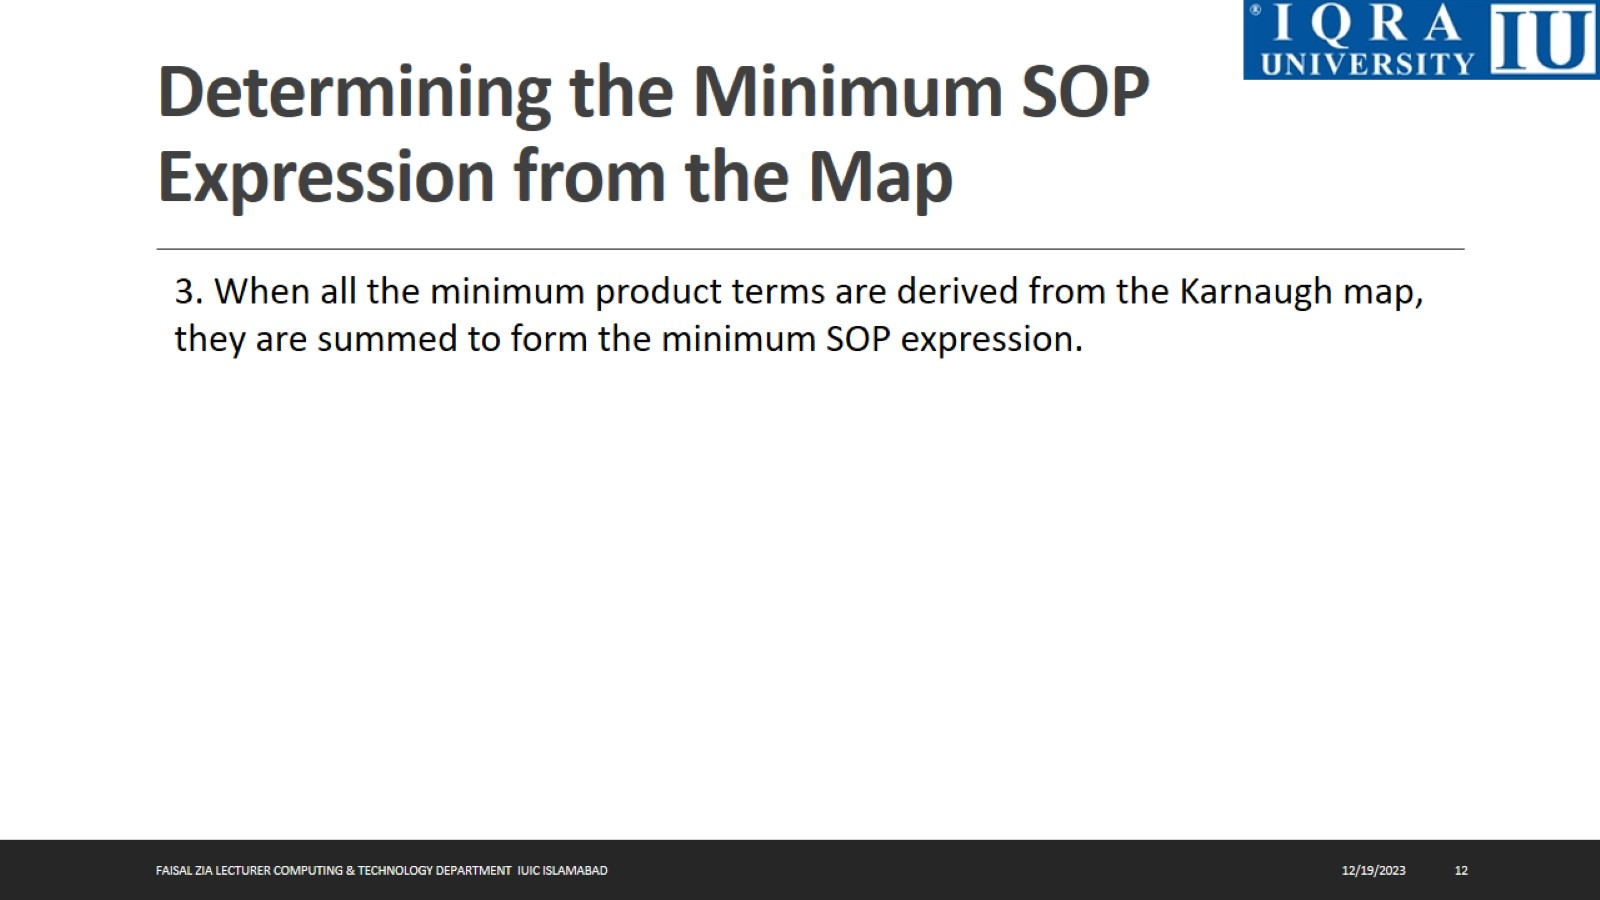 ® IQRA
UNIVERSITY IU
Determining the Minimum SOP
Expression from the Map
3. When all the minimum product terms are derived from the Karnaugh map,
they are summed to form the minimum SOP expression.
FAISAL ZIA LECTURER COMPUTING & TECHNOLOGY DEPARTMENT IUIC ISLAMABAD 12/19/2023 12